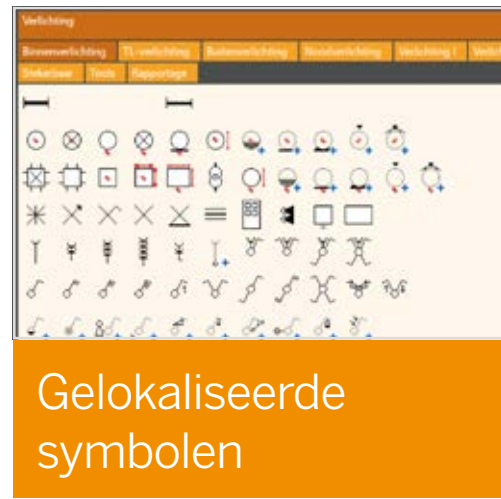 Verlichting
Binnenverlichting TL-verlichting Buitenverlichting Noodverlichting Verlichting
Stekerbaar Tools Rapportage
Gelokaliseerde
symbolen